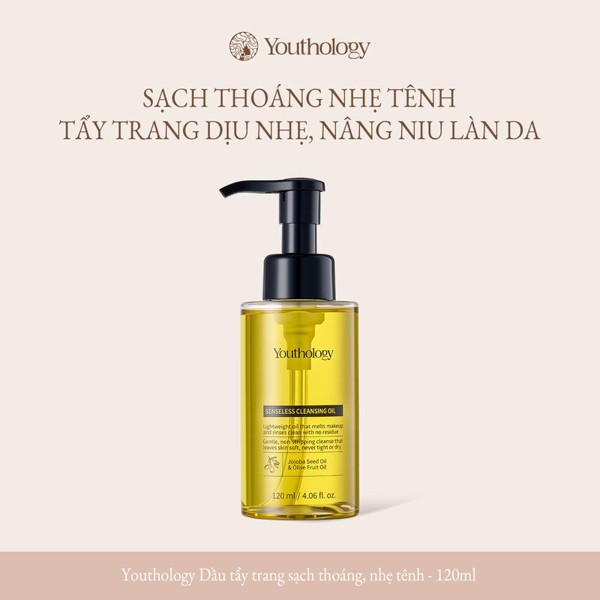 Youthology
SẠCH THOÁNG NHẸ TÊNH
TẨY TRANG DỊU NHẸ, NÂNG NIU LÀN DA
Youthology
SENSELESS CLEANSING OIL
Lightweight oil that melts makeup
and rinses clean with no residue
Gentle, non stripping cleanse that
leaves skin soft, never tight or dry
Jojoba Seed Oil
& Olive Fruit Oil
120 ml / 4.06 fl. oz.
Youthology Dầu tẩy trang sạch thoáng, nhẹ tênh - 120ml